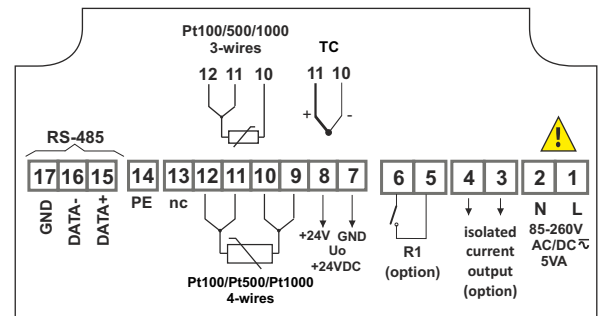 Pt100/500/1000
3-wires
TC
12 11 10
11 10
+ -
RS-485
!
17 16 15 14 13 12 11 10 9 8 7 6 5 4 3 2 1
GND
DATA-
DATA+
PE
nc
+24V GND
Uo
+24VDC
Pt100/Pt500/Pt1000
4-wires
R1
(option)
isolated
current
output
(option)
N L
85-260V
AC/DC
5VA